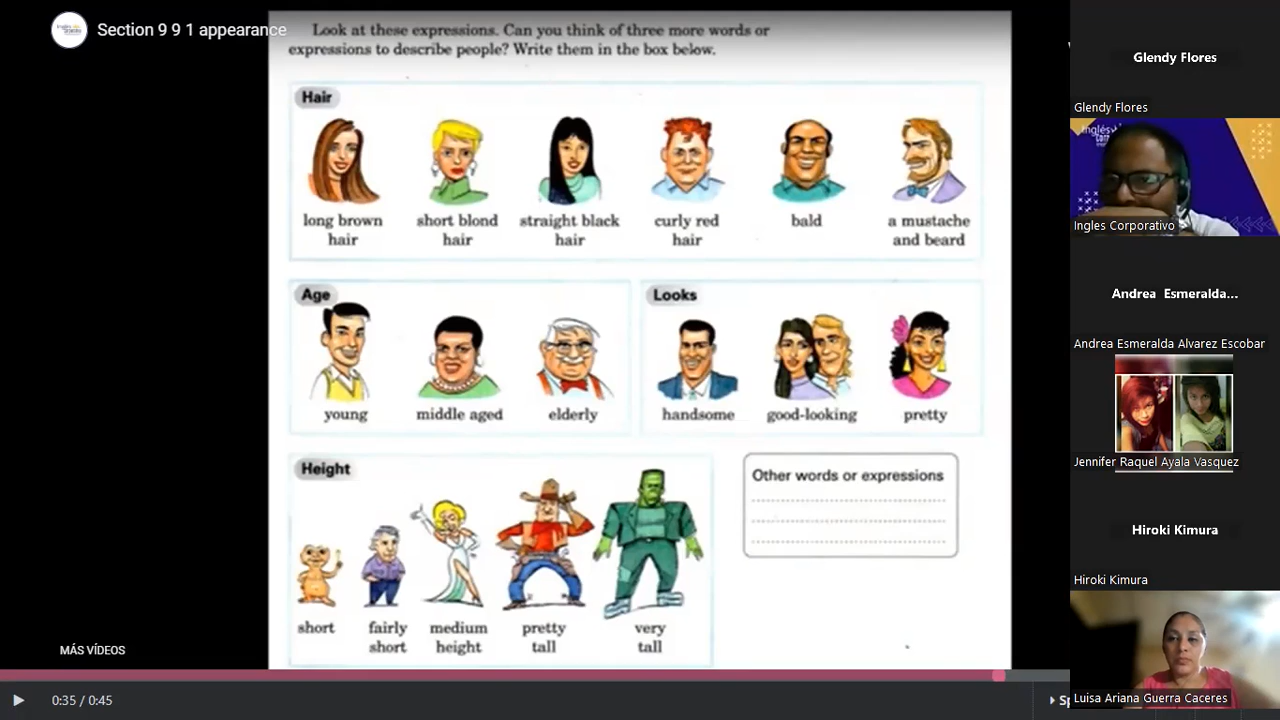 Section 9 9 1 appearance
Look at these expressions. Can you think of three more words or
expressions to describe people? Write them in the box below.
Hair
long brown
hair
short blond
hair
straight black
hair
curly red
hair
bald
a mustache
and beard
Age
young
middle aged
elderly
Looks
handsome
good-looking
pretty
Height
short
fairly
short
medium
height
pretty
tall
very
tall
Other words or expressions
MÁS VÍDEOS
0:35 / 0:45
Glendy Flores
Glendy Flores
Ingles Corporativo
Andrea Esmeralda...
Andrea Esmeralda Alvarez Escobar
Jennifer Raquel Ayala Vasquez
Hiroki Kimura
Hiroki Kimura
Luisa Ariana Guerra Caceres